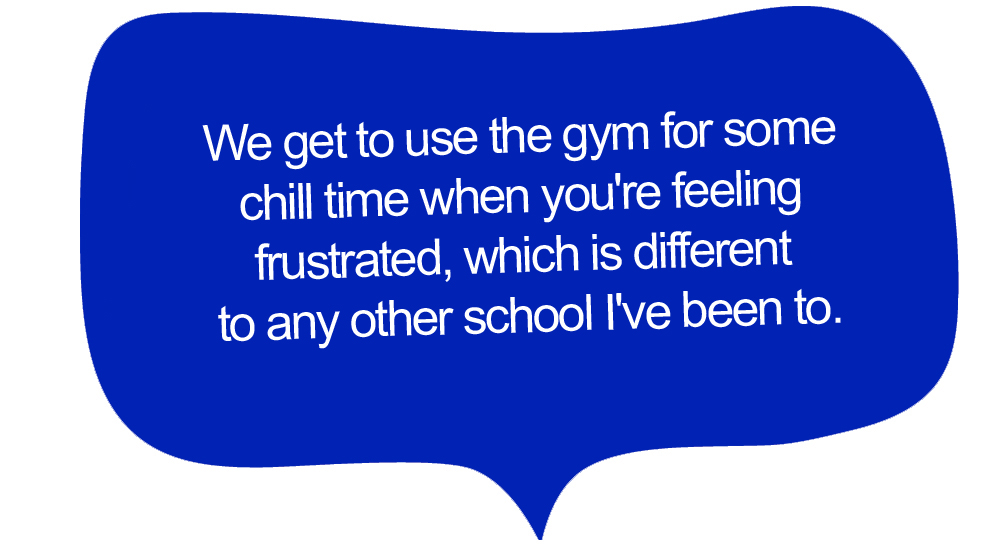 We get to use the gym for some
chill time when you're feeling
frustrated, which is different
to any other school I've been to.